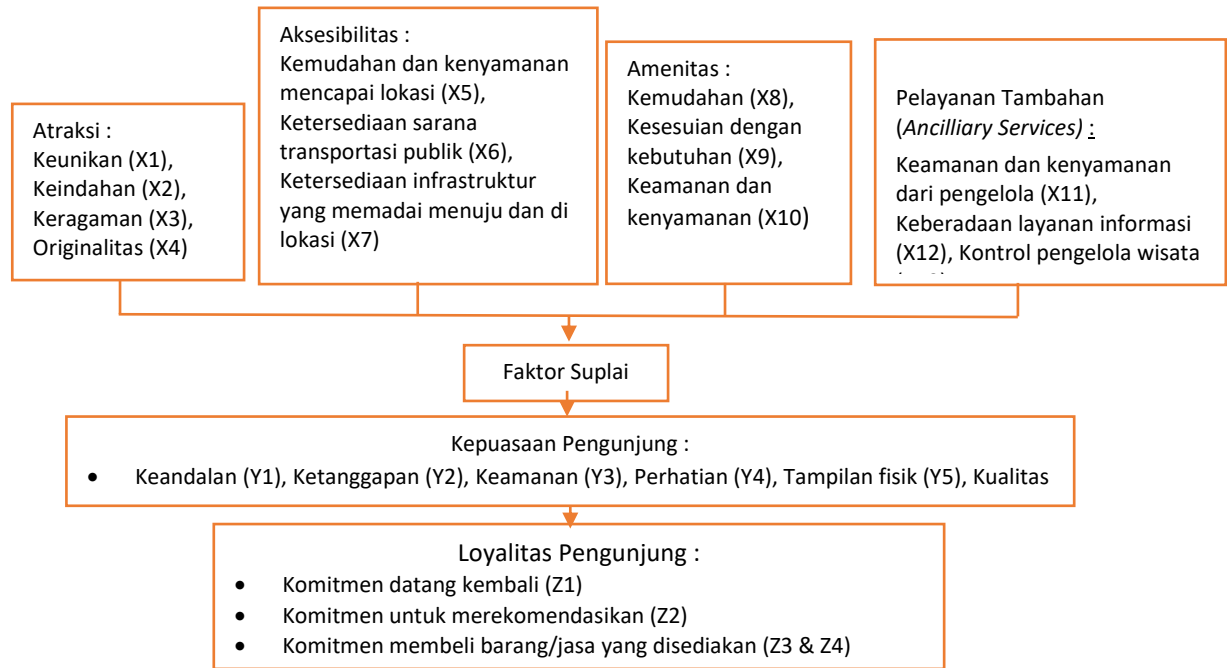 Atraksi :
Keunikan (X1),
Keindahan (X2),
Keragaman (X3),
Originalitas (X4)
Aksesibilitas :
Kemudahan dan kenyamanan
mencapai lokasi (X5),
Ketersediaan sarana
transportasi publik (X6),
Ketersediaan infrastruktur
yang memadai menuju dan di
lokasi (X7)
Amenitas :
Kemudahan (X8),
Kesesuian dengan
kebutuhan (X9),
Keamanan dan
kenyamanan (X10)
Pelayanan Tambahan
(Ancilliary Services) :
Keamanan dan kenyamanan
dari pengelola (X11),
Keberadaan layanan informasi
(X12), Kontrol pengelola wisata
Faktor Suplai
Kepuasaan Pengunjung :
• Keandalan (Y1), Ketanggapan (Y2), Keamanan (Y3), Perhatian (Y4), Tampilan fisik (Y5), Kualitas
Loyalitas Pengunjung :
• Komitmen datang kembali (Z1)
• Komitmen untuk merekomendasikan (Z2)
• Komitmen membeli barang/jasa yang disediakan (Z3 & Z4)